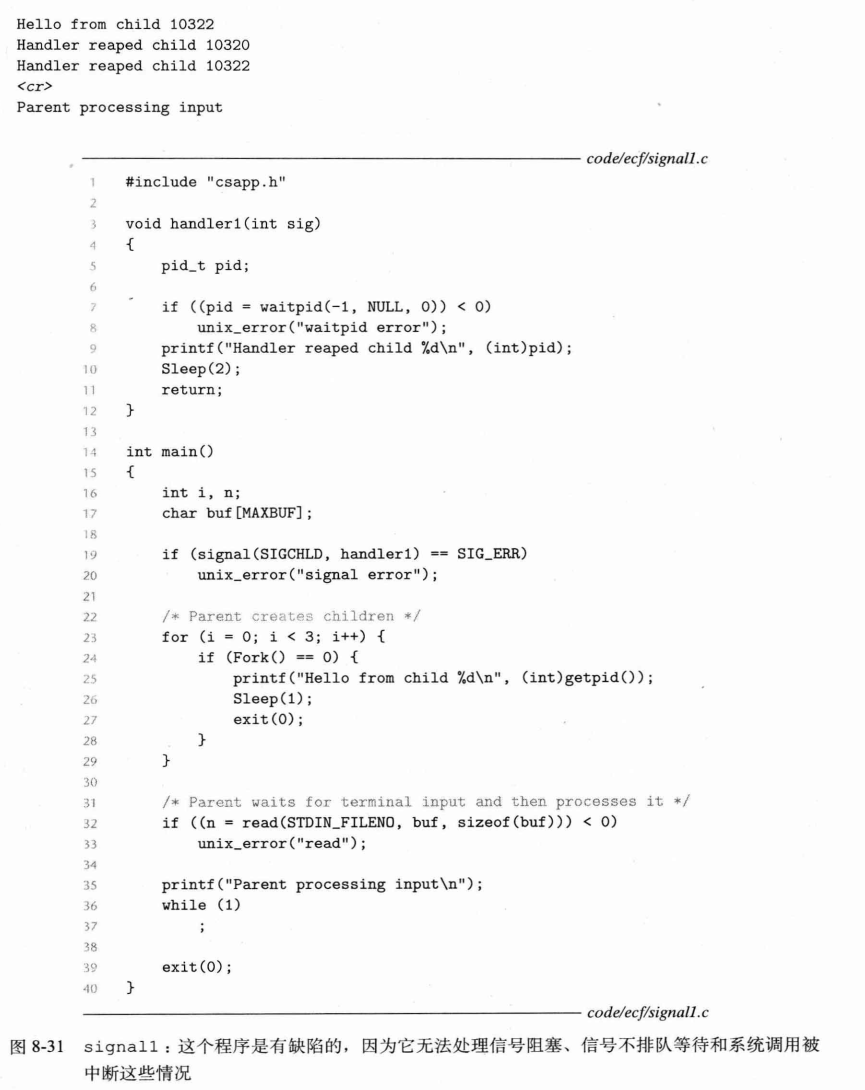 Hello from child 10322
Handler reaped child 10320
Handler reaped child 10322
<cr>
Parent processing input
code/ecf/signal1.c
1 #include "csapp.h"
2
3 void handler1(int sig)
4 {
5     pid_t pid;
6
7     if ((pid = waitpid(-1, NULL, 0)) < 0)
8         unix_error("waitpid error");
9     printf("Handler reaped child %d\n", (int)pid);
10     Sleep(2);
11     return;
12 }
13
14 int main()
15 {
16     int i, n;
17     char buf[MAXBUF];
18
19     if (signal(SIGCHLD, handler1) == SIG_ERR)
20         unix_error("signal error");
21
22     /* Parent creates children */
23     for (i = 0; i < 3; i++) {
24         if (Fork() == 0) {
25             printf("Hello from child %d\n", (int)getpid());
26             Sleep(1);
27             exit(0);
28         }
29     }
30
31     /* Parent waits for terminal input and then processes it */
32     if ((n = read(STDIN_FILENO, buf, sizeof(buf))) < 0)
33         unix_error("read");
34
35     printf("Parent processing input\n");
36     while (1)
37         ;
38
39     exit(0);
40 }
code/ecf/signal1.c
图 8-31 signal1：这个程序是有缺陷的，因为它无法处理信号阻塞、信号不排队等待和系统调用被
中断这些情况